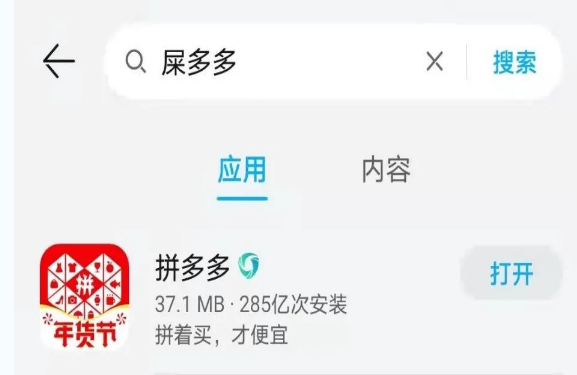 屎多多
搜索
应用
内容
拼多多
37.1 MB · 285亿次安装
拼着买，才便宜
打开
拼
年货节